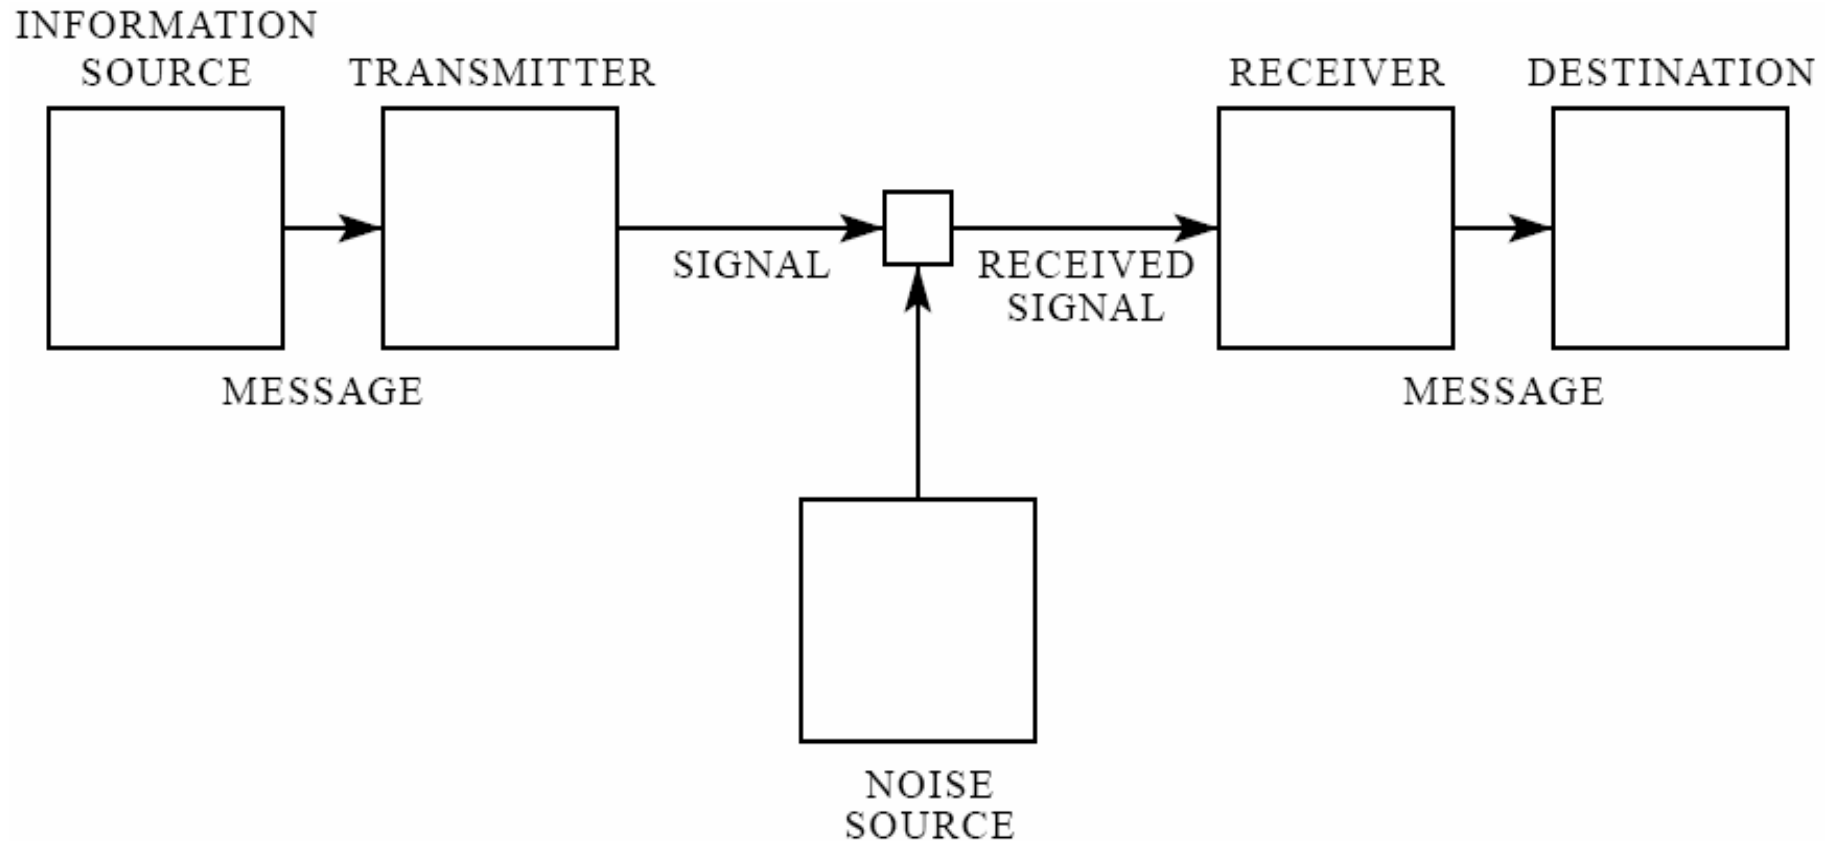 INFORMATION
SOURCE
TRANSMITTER
RECEIVER
DESTINATION
SIGNAL
RECEIVED
SIGNAL
MESSAGE
MESSAGE
NOISE
SOURCE